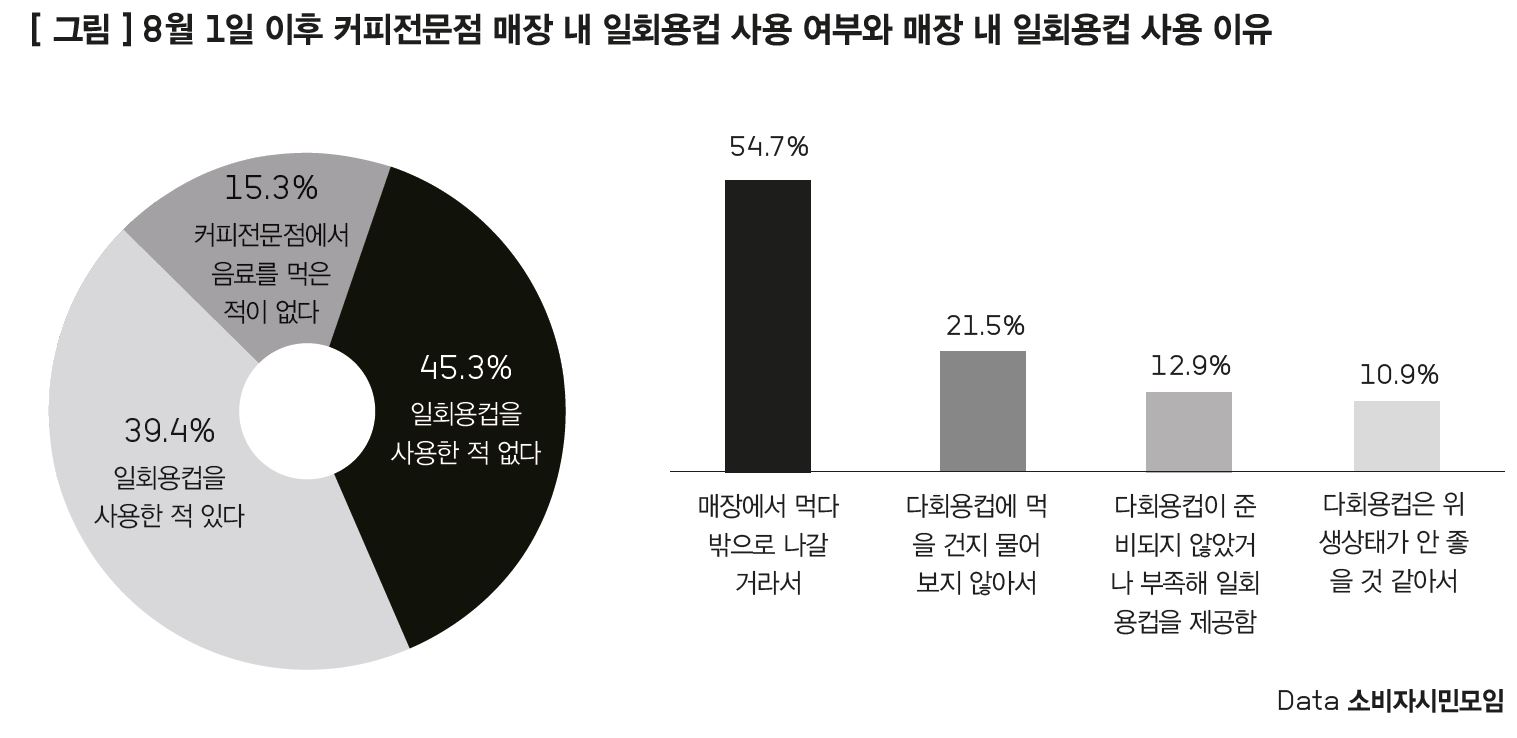 [ 그림 ] 8월 1일 이후 커피전문점 매장 내 일회용컵 사용 여부와 매장 내 일회용컵 사용 이유
15.3%
커피전문점에서
음료를 먹은
적이 없다
45.3%
일회용컵을
사용한 적 없다
39.4%
일회용컵을
사용한 적 있다
54.7%
매장에서 먹다
밖으로 나갈
거라서
21.5%
다회용컵에 먹
을 건지 물어
보지 않아서
12.9%
다회용컵이 준
비되지 않았거
나 부족해 일회
용컵을 제공함
10.9%
다회용컵은 위
생상태가 안 좋
을 것 같아서
Data 소비자시민모임